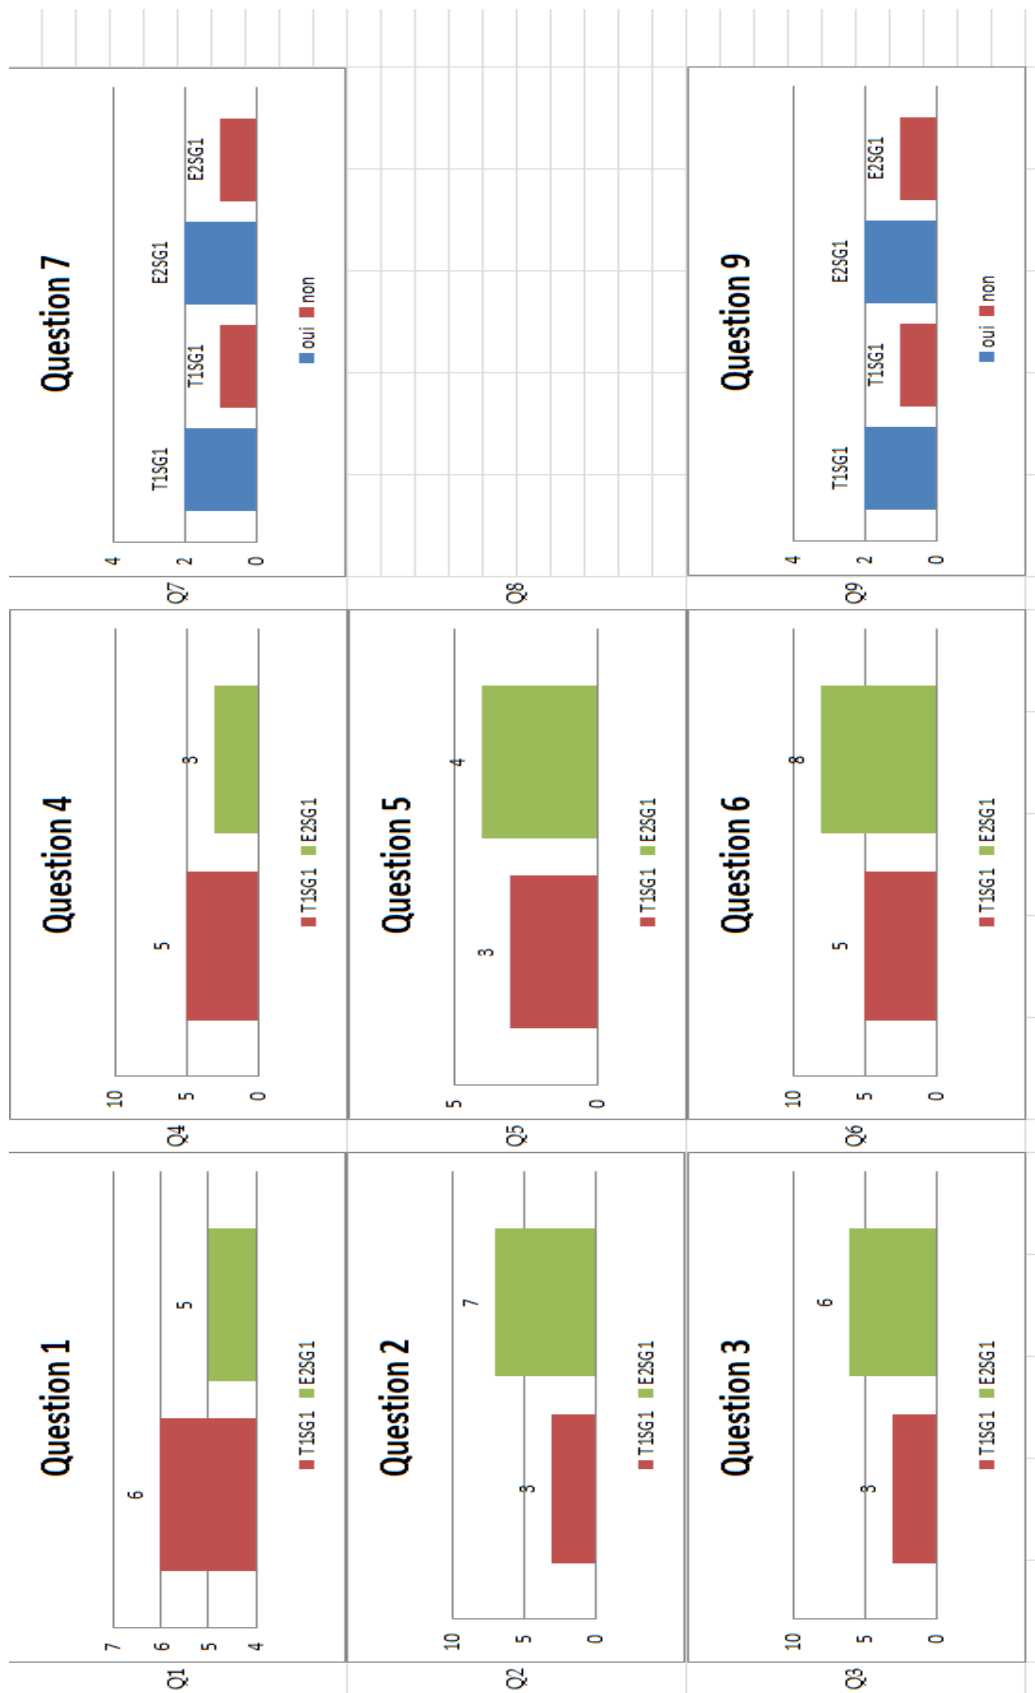 Q1
Question 1
7
6
5
4
6
5
T1SG1 E2SG1
Q4
Question 4
10
5
0
5
3
T1SG1 E2SG1
Q7
Question 7
4
2
0
T1SG1
T1SG1
E2SG1
E2SG1
oui non
Q2
Question 2
10
5
0
3
7
T1SG1 E2SG1
Q5
Question 5
5
0
3
4
T1SG1 E2SG1
Q8
Q3
Question 3
10
5
0
3
6
T1SG1 E2SG1
Q6
Question 6
10
5
0
5
8
T1SG1 E2SG1
Q9
Question 9
4
2
0
T1SG1
T1SG1
E2SG1
E2SG1
oui non